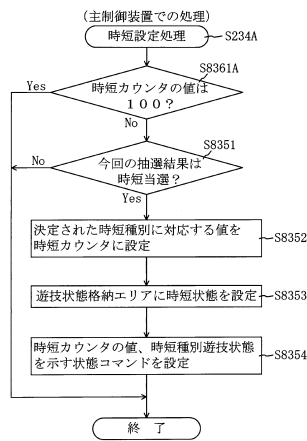 (主制御装置での処理)
時短設定処理
S234A
S8361A
時短カウンタの値は
100?
Yes
No
S8351
今回の抽選結果は
時短当選?
No
Yes
決定された時短種別に対応する値を
時短カウンタに設定
S8352
遊技状態格納エリアに時短状態を設定
S8353
時短カウンタの値、時短種別遊技状態
を示す状態コマンドを設定
S8354
終 了